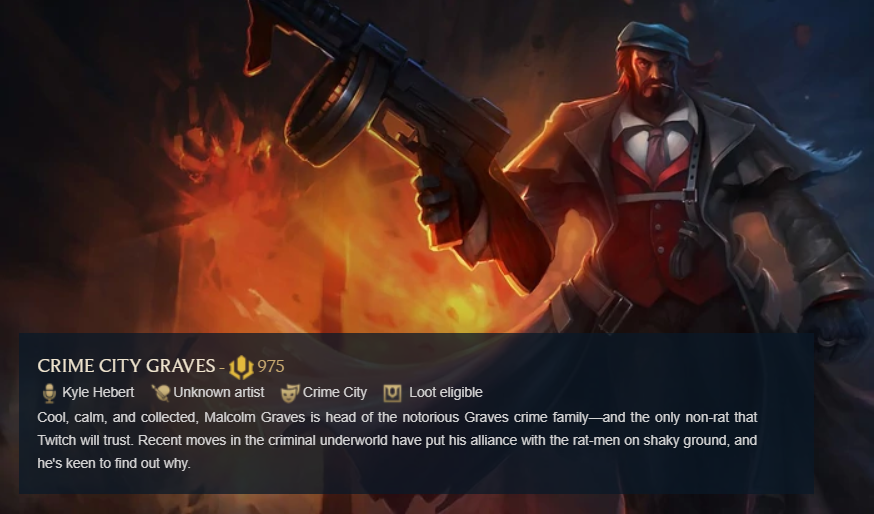 CRIME CITY GRAVES - 975
Kyle Hebert Unknown artist Crime City Loot eligible
Cool, calm, and collected, Malcolm Graves is head of the notorious Graves crime family—and the only non-rat that
Twitch will trust. Recent moves in the criminal underworld have put his alliance with the rat-men on shaky ground, and
he's keen to find out why.